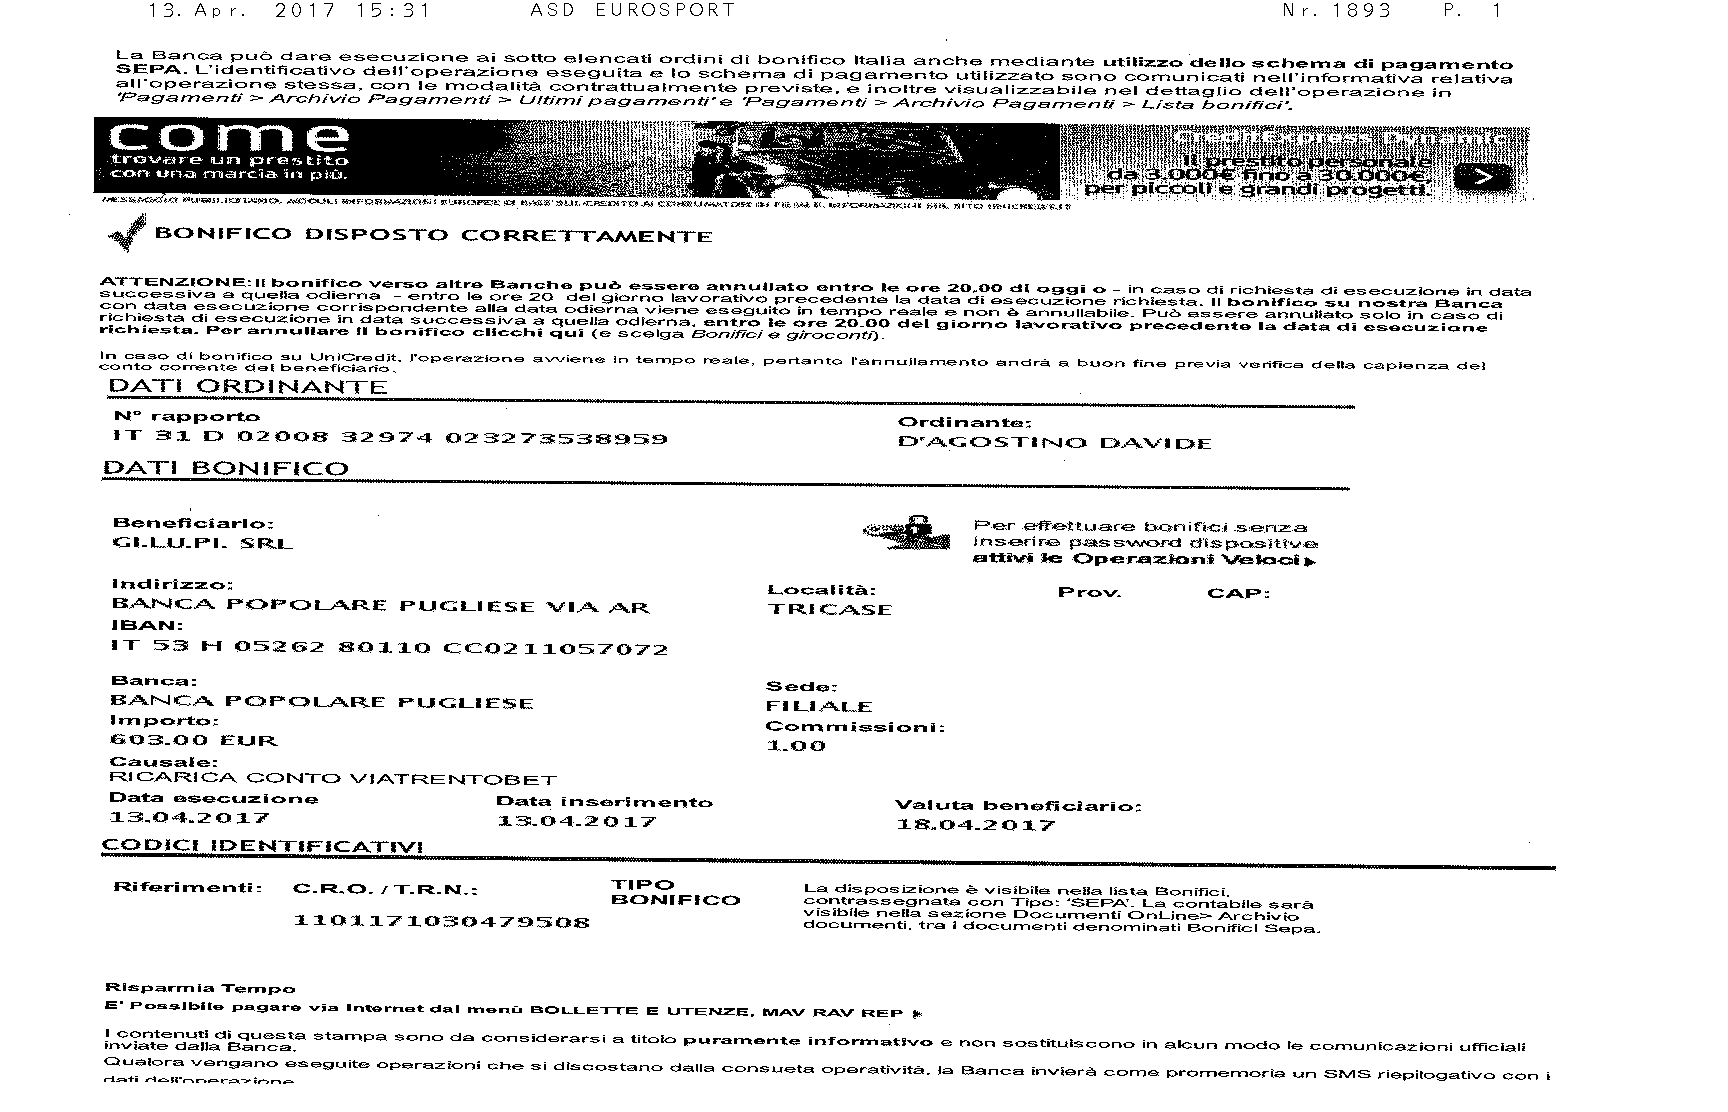 13. Apr. 2017 15:31 ASD EUROSPORT Nr. 1893 P. 1
La Banca può dare esecuzione ai sotto elencati ordini di bonifico Italia anche mediante utilizzo dello schema di pagamento
SEPA. L'identificativo dell'operazione eseguita e lo schema di pagamento utilizzato sono comunicati nell'informativa relativa
all'operazione stessa, con le modalità contrattualmente previste, e inoltre visualizzabile nel dettaglio dell'operazione in
'Pagamenti > Archivio Pagamenti > Ultimi pagamenti' e 'Pagamenti > Archivio Pagamenti > Lista bonifici'.
come
trovare un prestito
con una marcia in più.
Il prestito personale
da 3.000€ fino a 30.000€
per piccoli e grandi progetti.
BONIFICO DISPOSTO CORRETTAMENTE
ATTENZIONE: Il bonifico verso altre Banche può essere annullato entro le ore 20.00 di oggi o - in caso di richiesta di esecuzione in data
successiva a quella odierna - entro le ore 20 del giorno lavorativo precedente la data di esecuzione richiesta. Il bonifico su nostra Banca
con data esecuzione corrispondente alla data odierna viene eseguito in tempo reale e non è annullabile. Può essere annullato solo in caso di
richiesta di esecuzione in data successiva a quella odierna, entro le ore 20.00 del giorno lavorativo precedente la data di esecuzione
richiesta. Per annullare il bonifico clicchi qui (e scelga Bonifici e giroconti).
In caso di bonifico su UniCredit, l'operazione avviene in tempo reale, pertanto l'annullamento andrà a buon fine previa verifica della capienza del
conto corrente del beneficiario.
DATI ORDINANTE
N° rapporto Ordinante:
IT 31 D 02008 32974 023273538959 D'AGOSTINO DAVIDE
DATI BONIFICO
Beneficiario:
GI.LU.PI. SRL
Per effettuare bonifici senza
inserire password dispositive
attivi le Operazioni Veloci
Indirizzo: Località: Prov. CAP:
BANCA POPOLARE PUGLIESE VIA AR TRICASE
IBAN:
IT 53 H 05262 80110 CC0211057072
Banca: Sede:
BANCA POPOLARE PUGLIESE FILIALE
Importo: Commissioni:
603.00 EUR 1.00
Causale:
RICARICA CONTO VIATRENTOBET
Data esecuzione Data inserimento Valuta beneficiario:
13.04.2017 13.04.2017 18.04.2017
CODICI IDENTIFICATIVI
Riferimenti: C.R.O. / T.R.N.:
1101171030479508
TIPO
BONIFICO
La disposizione è visibile nella lista Bonifici,
contrassegnata con Tipo: 'SEPA'. La contabile sarà
visibile nella sezione Documenti OnLine> Archivio
documenti, tra i documenti denominati Bonifici Sepa.
Risparmia Tempo
E' Possibile pagare via Internet dal menù BOLLETTE E UTENZE, MAV RAV REP
I contenuti di questa stampa sono da considerarsi a titolo puramente informativo e non sostituiscono in alcun modo le comunicazioni ufficiali
inviate dalla Banca.
Qualora vengano eseguite operazioni che si discostano dalla consueta operatività, la Banca invierà come promemoria un SMS riepilogativo con i
dati dell'operazione